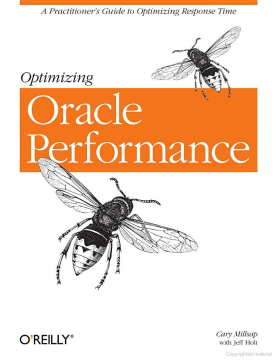 A Practitioner's Guide to Optimizing Response Time
Optimizing
Oracle
Performance
Cary Millsap
with Jeff Holt
O'REILLY®
Copyrighted material